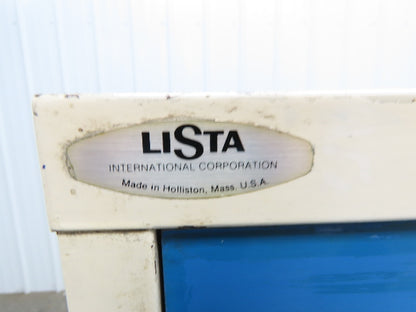 LISTA
INTERNATIONAL CORPORATION
Made in Holliston, Mass. U.S.A.